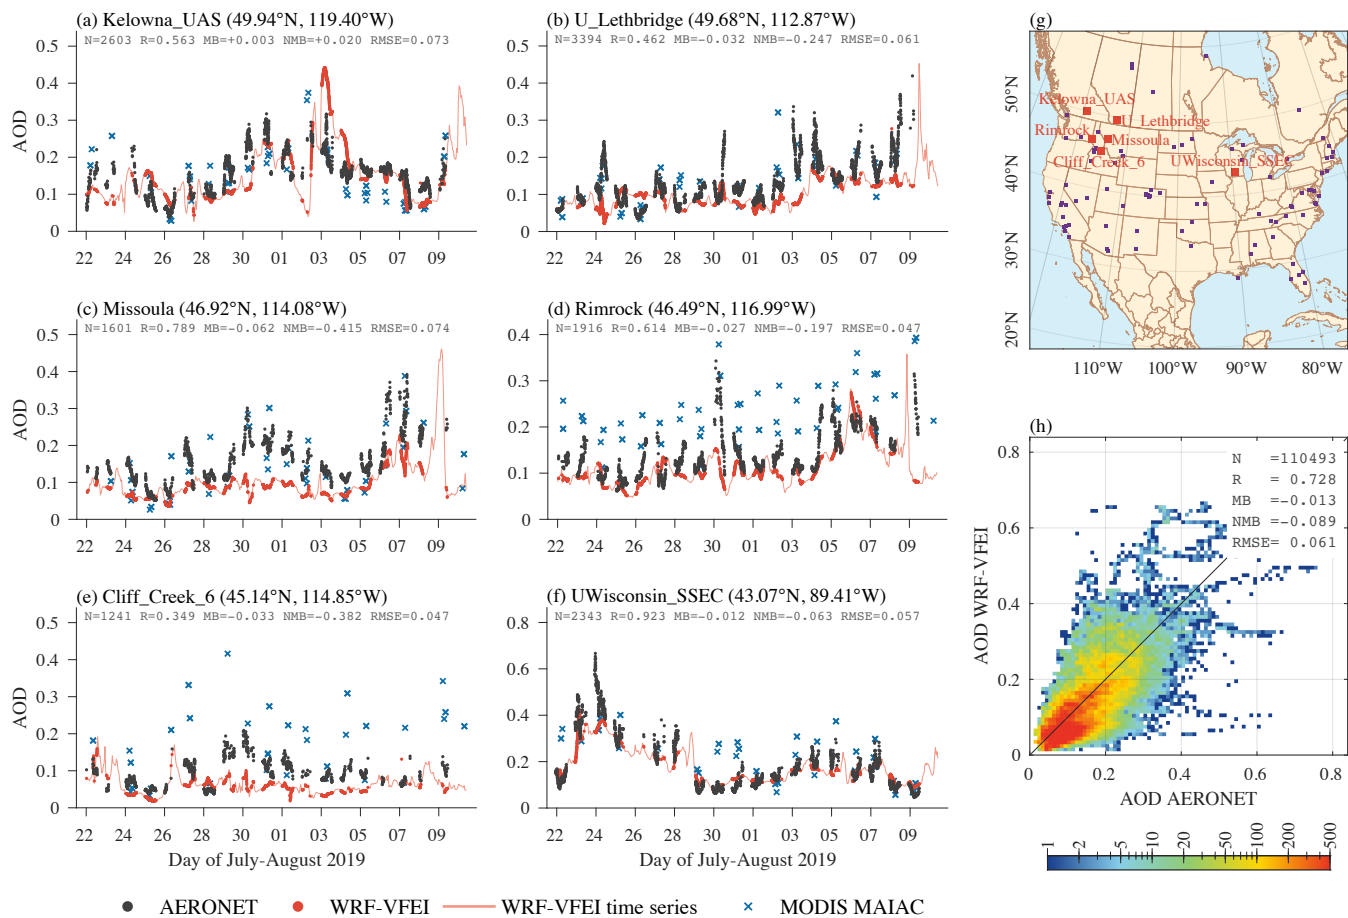 (a) Kelowna_UAS (49.94°N, 119.40°W)
N=2603 R=0.563 MB=+0.003 NMB=+0.020 RMSE=0.073
0.5
0.4
0.3
0.2
0.1
0
AOD
22 24 26 28 30 01 03 05 07 09
(b) U_Lethbridge (49.68°N, 112.87°W)
N=3394 R=0.462 MB=-0.032 NMB=-0.247 RMSE=0.061
0.5
0.4
0.3
0.2
0.1
0
22 24 26 28 30 01 03 05 07 09
(c) Missoula (46.92°N, 114.08°W)
N=1601 R=0.789 MB=-0.062 NMB=-0.415 RMSE=0.074
0.5
0.4
0.3
0.2
0.1
0
AOD
22 24 26 28 30 01 03 05 07 09
(d) Rimrock (46.49°N, 116.99°W)
N=1916 R=0.614 MB=-0.027 NMB=-0.197 RMSE=0.047
0.4
0.3
0.2
0.1
0
22 24 26 28 30 01 03 05 07 09
(e) Cliff_Creek_6 (45.14°N, 114.85°W)
N=1241 R=0.349 MB=-0.033 NMB=-0.382 RMSE=0.047
0.5
0.4
0.3
0.2
0.1
0
AOD
22 24 26 28 30 01 03 05 07 09
Day of July-August 2019
(f) UWisconsin_SSEC (43.07°N, 89.41°W)
N=2343 R=0.923 MB=-0.012 NMB=-0.063 RMSE=0.057
0.8
0.6
0.4
0.2
0
22 24 26 28 30 01 03 05 07 09
Day of July-August 2019
AERONET WRF-VFEI WRF-VFEI time series MODIS MAIAC
(g)
50°N
40°N
30°N
20°N
Kelowna_UAS
U_Lethbridge
Rimrock
Missoula
Cliff_Creek_6
UWisconsin_SSEC
110°W 100°W 90°W 80°W
(h)
N =110493
R = 0.728
MB =-0.013
NMB =-0.089
RMSE= 0.061
0.8
0.6
0.4
0.2
0
AOD WRF-VFEI
0 0.2 0.4 0.6 0.8
AOD AERONET
1 2 5 10 20 50 100 200 500